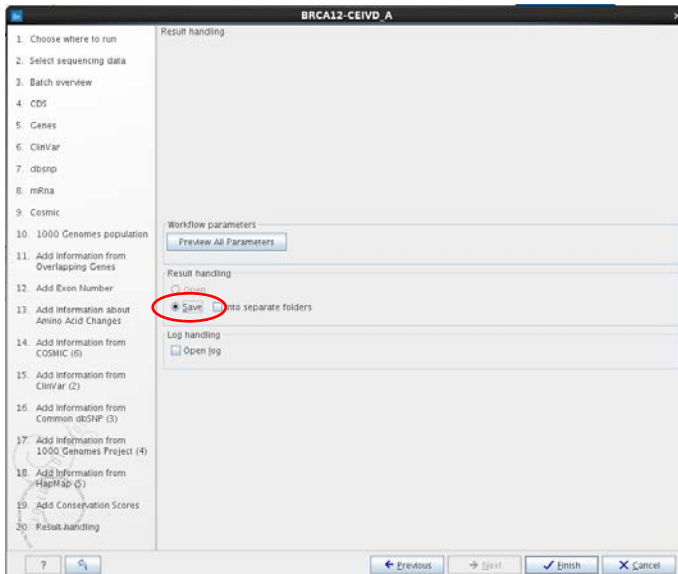 BRCA12-CEIVD_A
1. Choose where to run
2. Select sequencing data
3. Batch overview
4. CDS
5. Genes
6. ClinVar
7. dbsnp
8. mRna
9. Cosmic
10. 1000 Genomes population
11. Add Information from
Overlapping Genes
12. Add Exon Number
13. Add Information about
Amino Acid Changes
14. Add Information from
COSMIC (6)
15. Add Information from
ClinVar (2)
16. Add Information from
Common dbSNP (3)
17. Add Information from
1000 Genomes Project (4)
18. Add Information from
HapMap (5)
19. Add Conservation Scores
20. Result handling
Result handling
Workflow parameters
Preview All Parameters
Result handling
Open
Save
Into separate folders
Log handling
Open log
?
Previous
Next
Finish
Cancel